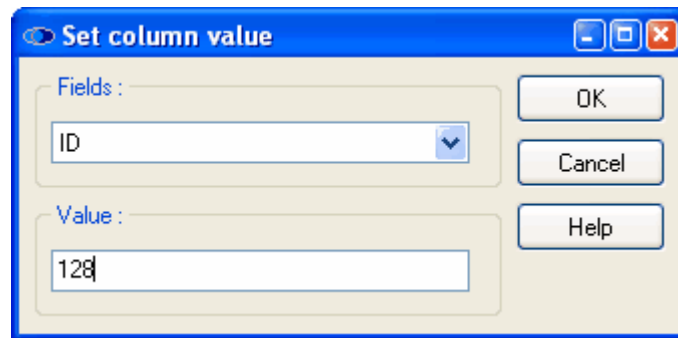 Set column value
Fields :
ID
OK
Cancel
Value :
128
Help